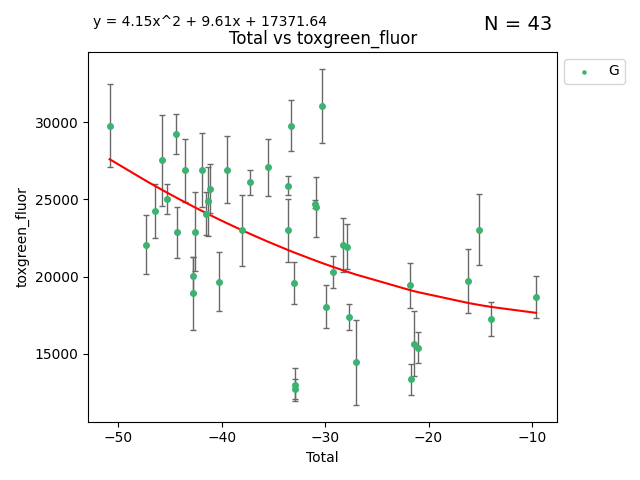 y = 4.15x^2 + 9.61x + 17371.64
N = 43
Total vs toxgreen_fluor
G
30000
25000
20000
15000
toxgreen_fluor
−50
−40
−30
−20
−10
Total